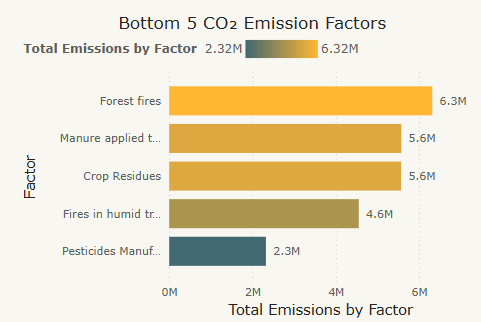 Bottom 5 CO₂ Emission Factors
Total Emissions by Factor 2.32M 6.32M
Forest fires 6.3M
Manure applied t... 5.6M
Crop Residues 5.6M
Fires in humid tr... 4.6M
Pesticides Manuf... 2.3M
Factor
0M 2M 4M 6M
Total Emissions by Factor